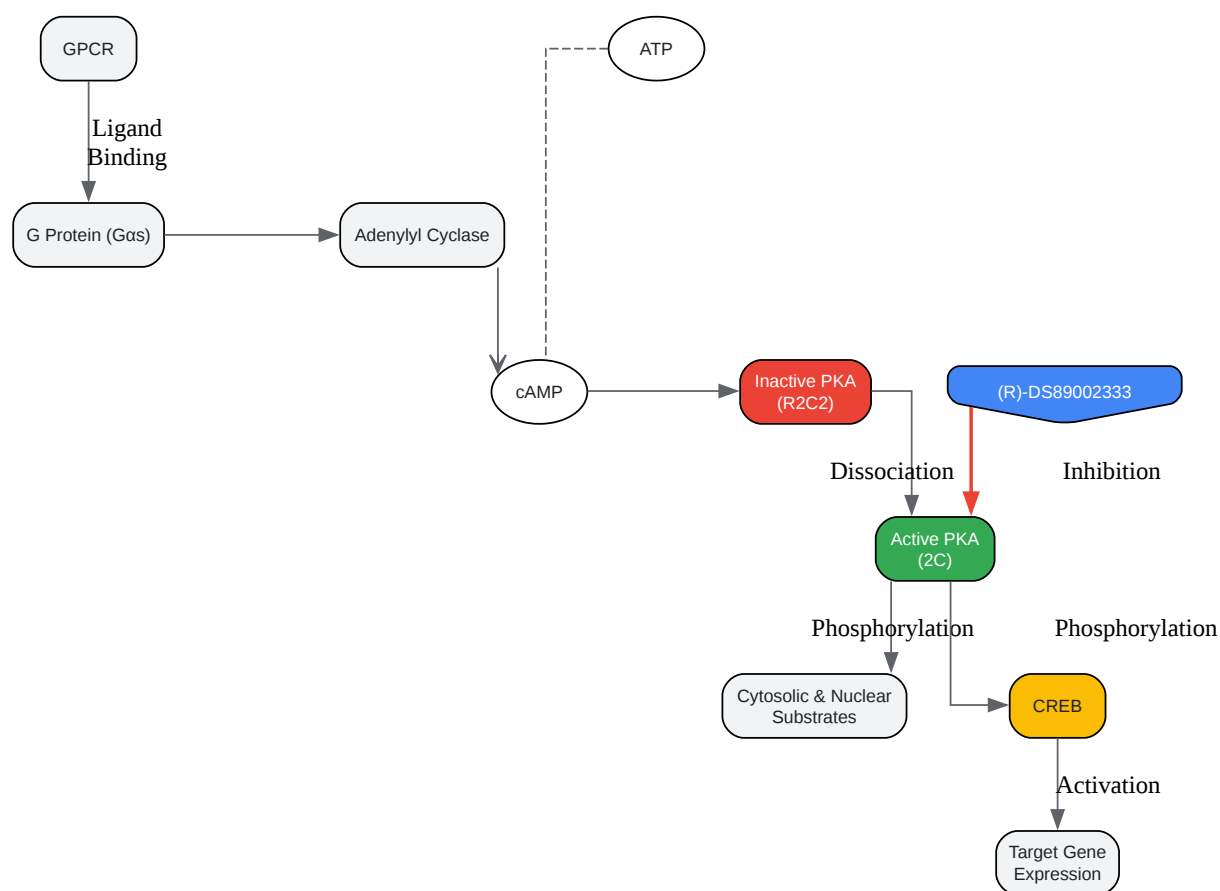 GPCR
ATP
Ligand
Binding
G Protein (Gαs)
Adenylyl Cyclase
cAMP
Inactive PKA
(R2C2)
(R)-DS89002333
Dissociation
Inhibition
Active PKA
(2C)
Phosphorylation
Phosphorylation
Cytosolic & Nuclear
Substrates
CREB
Activation
Target Gene
Expression